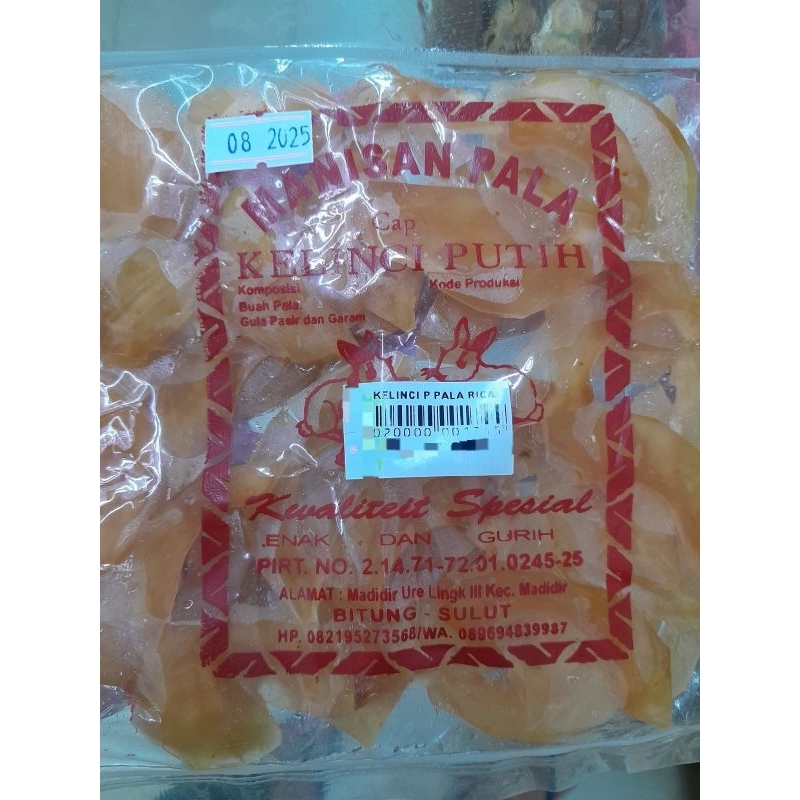 08 2025
MANISAN PALA
Cap
KELINCI PUTIH
Komposisi
Kode Produksi
Buah Pala.
Gula Pasir dan Garam
KELINCI P PALA RICA
Kwaliteit Spesial
ENAK DAN GURIH
PIRT. NO. 2.14.71-72.01.0245-25
ALAMAT : Madidir Ure Lingk III Kec. Madidir
BITUNG - SULUT
HP. 082195273568/WA. 089694839987